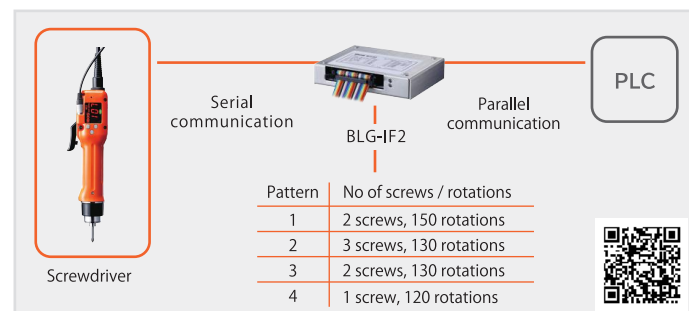 Serial
communication
Parallel
communication
PLC
BLG-IF2
Screwdriver
Pattern No of screws / rotations
1 2 screws, 150 rotations
2 3 screws, 130 rotations
3 2 screws, 130 rotations
4 1 screw, 120 rotations